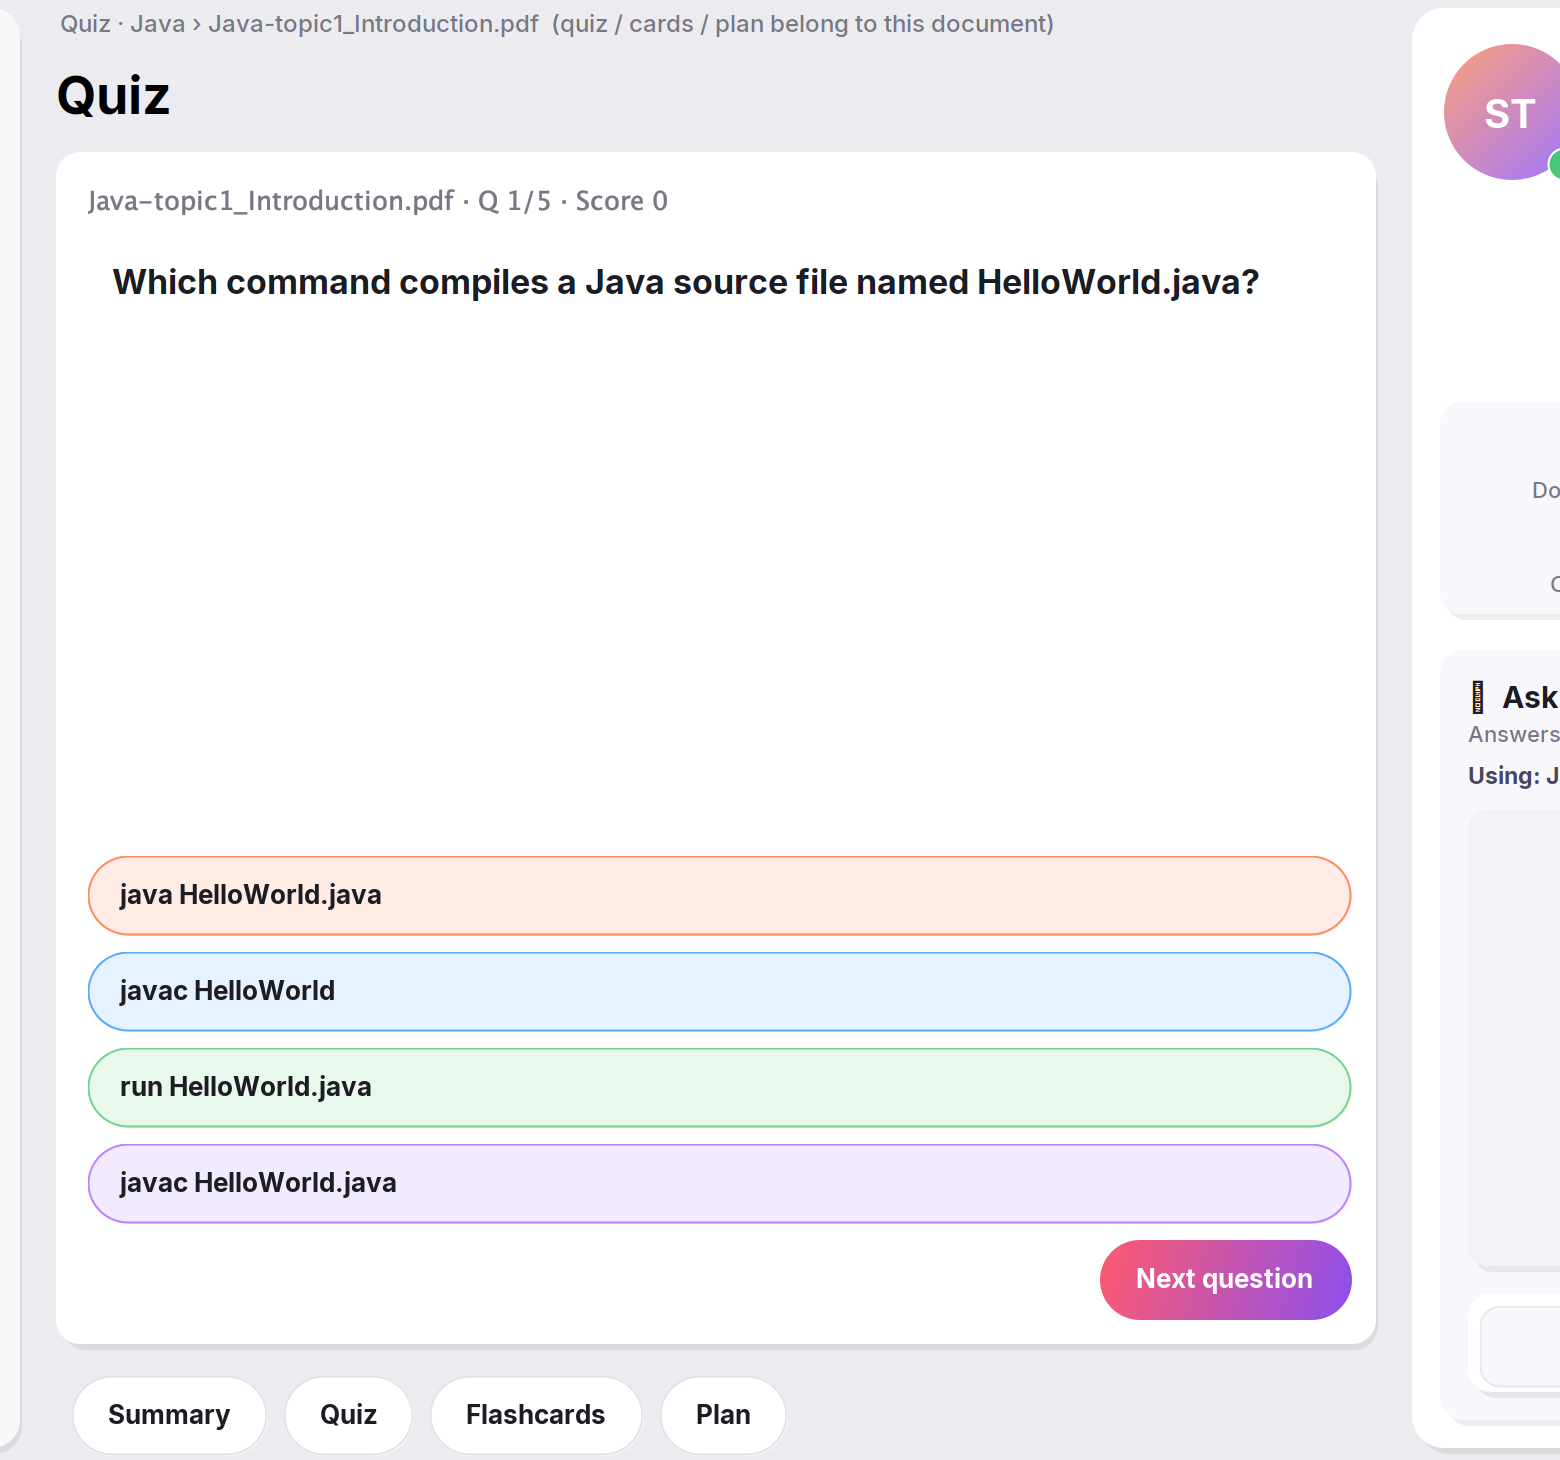 Quiz · Java › Java-topic1_Introduction.pdf (quiz / cards / plan belong to this document)
Quiz
Java-topic1_Introduction.pdf · Q 1/5 · Score 0
Which command compiles a Java source file named HelloWorld.java?
java HelloWorld.java
javac HelloWorld
run HelloWorld.java
javac HelloWorld.java
Next question
Summary Quiz Flashcards Plan
ST
Do
Ask
Answers
Using: J